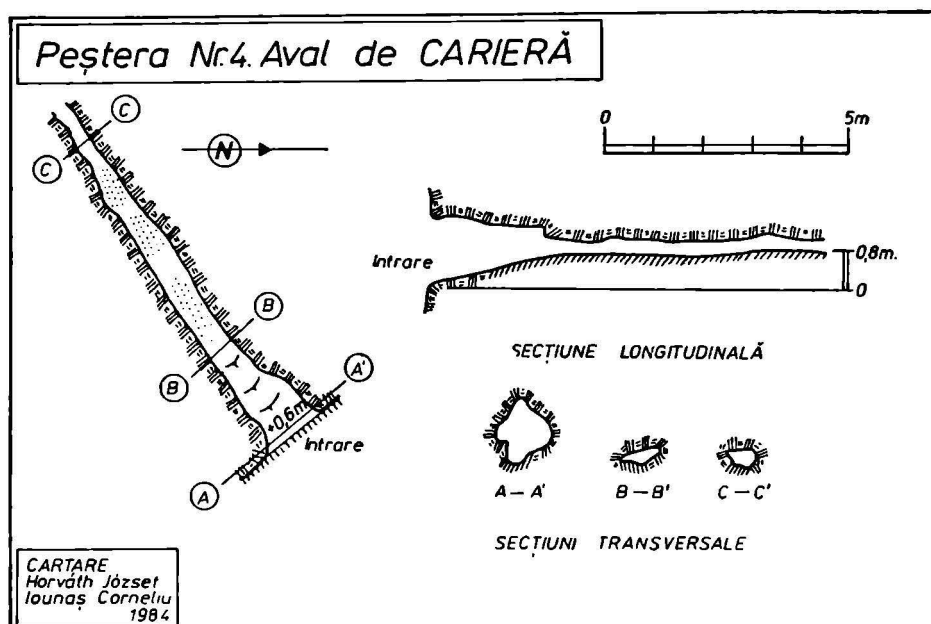 Peștera Nr.4. Aval de CARIERĂ
C
C
N
0 5m
Intrare
0,8m.
0
B
B
A'
+0,6m
Intrare
A
SECȚIUNE LONGITUDINALĂ
A–A' B–B' C–C'
SECȚIUNI TRANSVERSALE
CARTARE
Horváth József
Iounaș Corneliu
1984